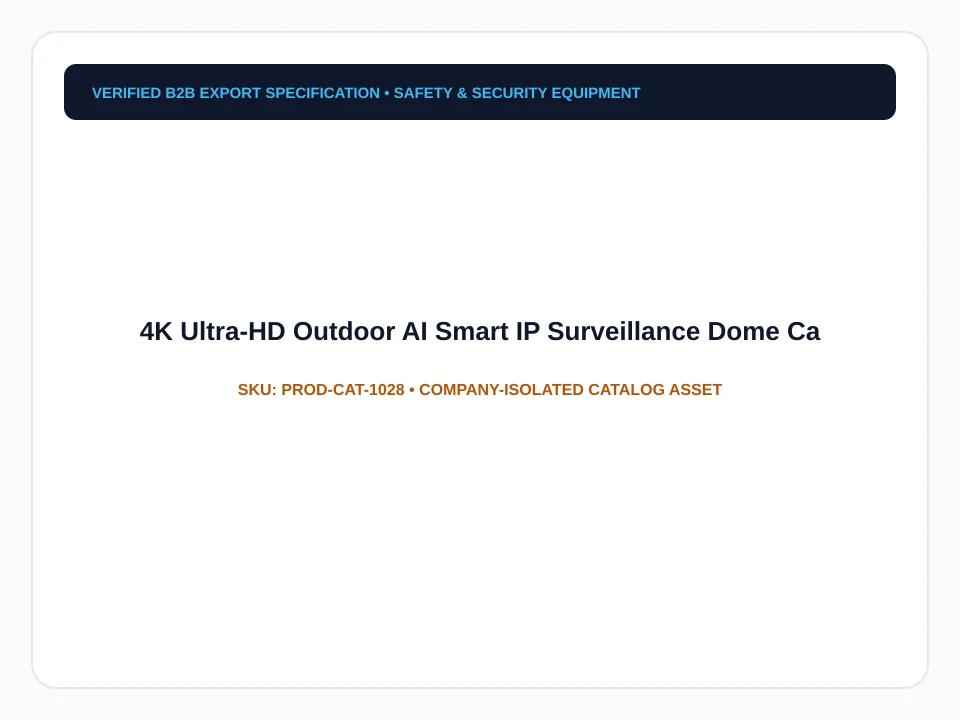 VERIFIED B2B EXPORT SPECIFICATION • SAFETY & SECURITY EQUIPMENT
4K Ultra-HD Outdoor AI Smart IP Surveillance Dome Ca
SKU: PROD-CAT-1028 • COMPANY-ISOLATED CATALOG ASSET